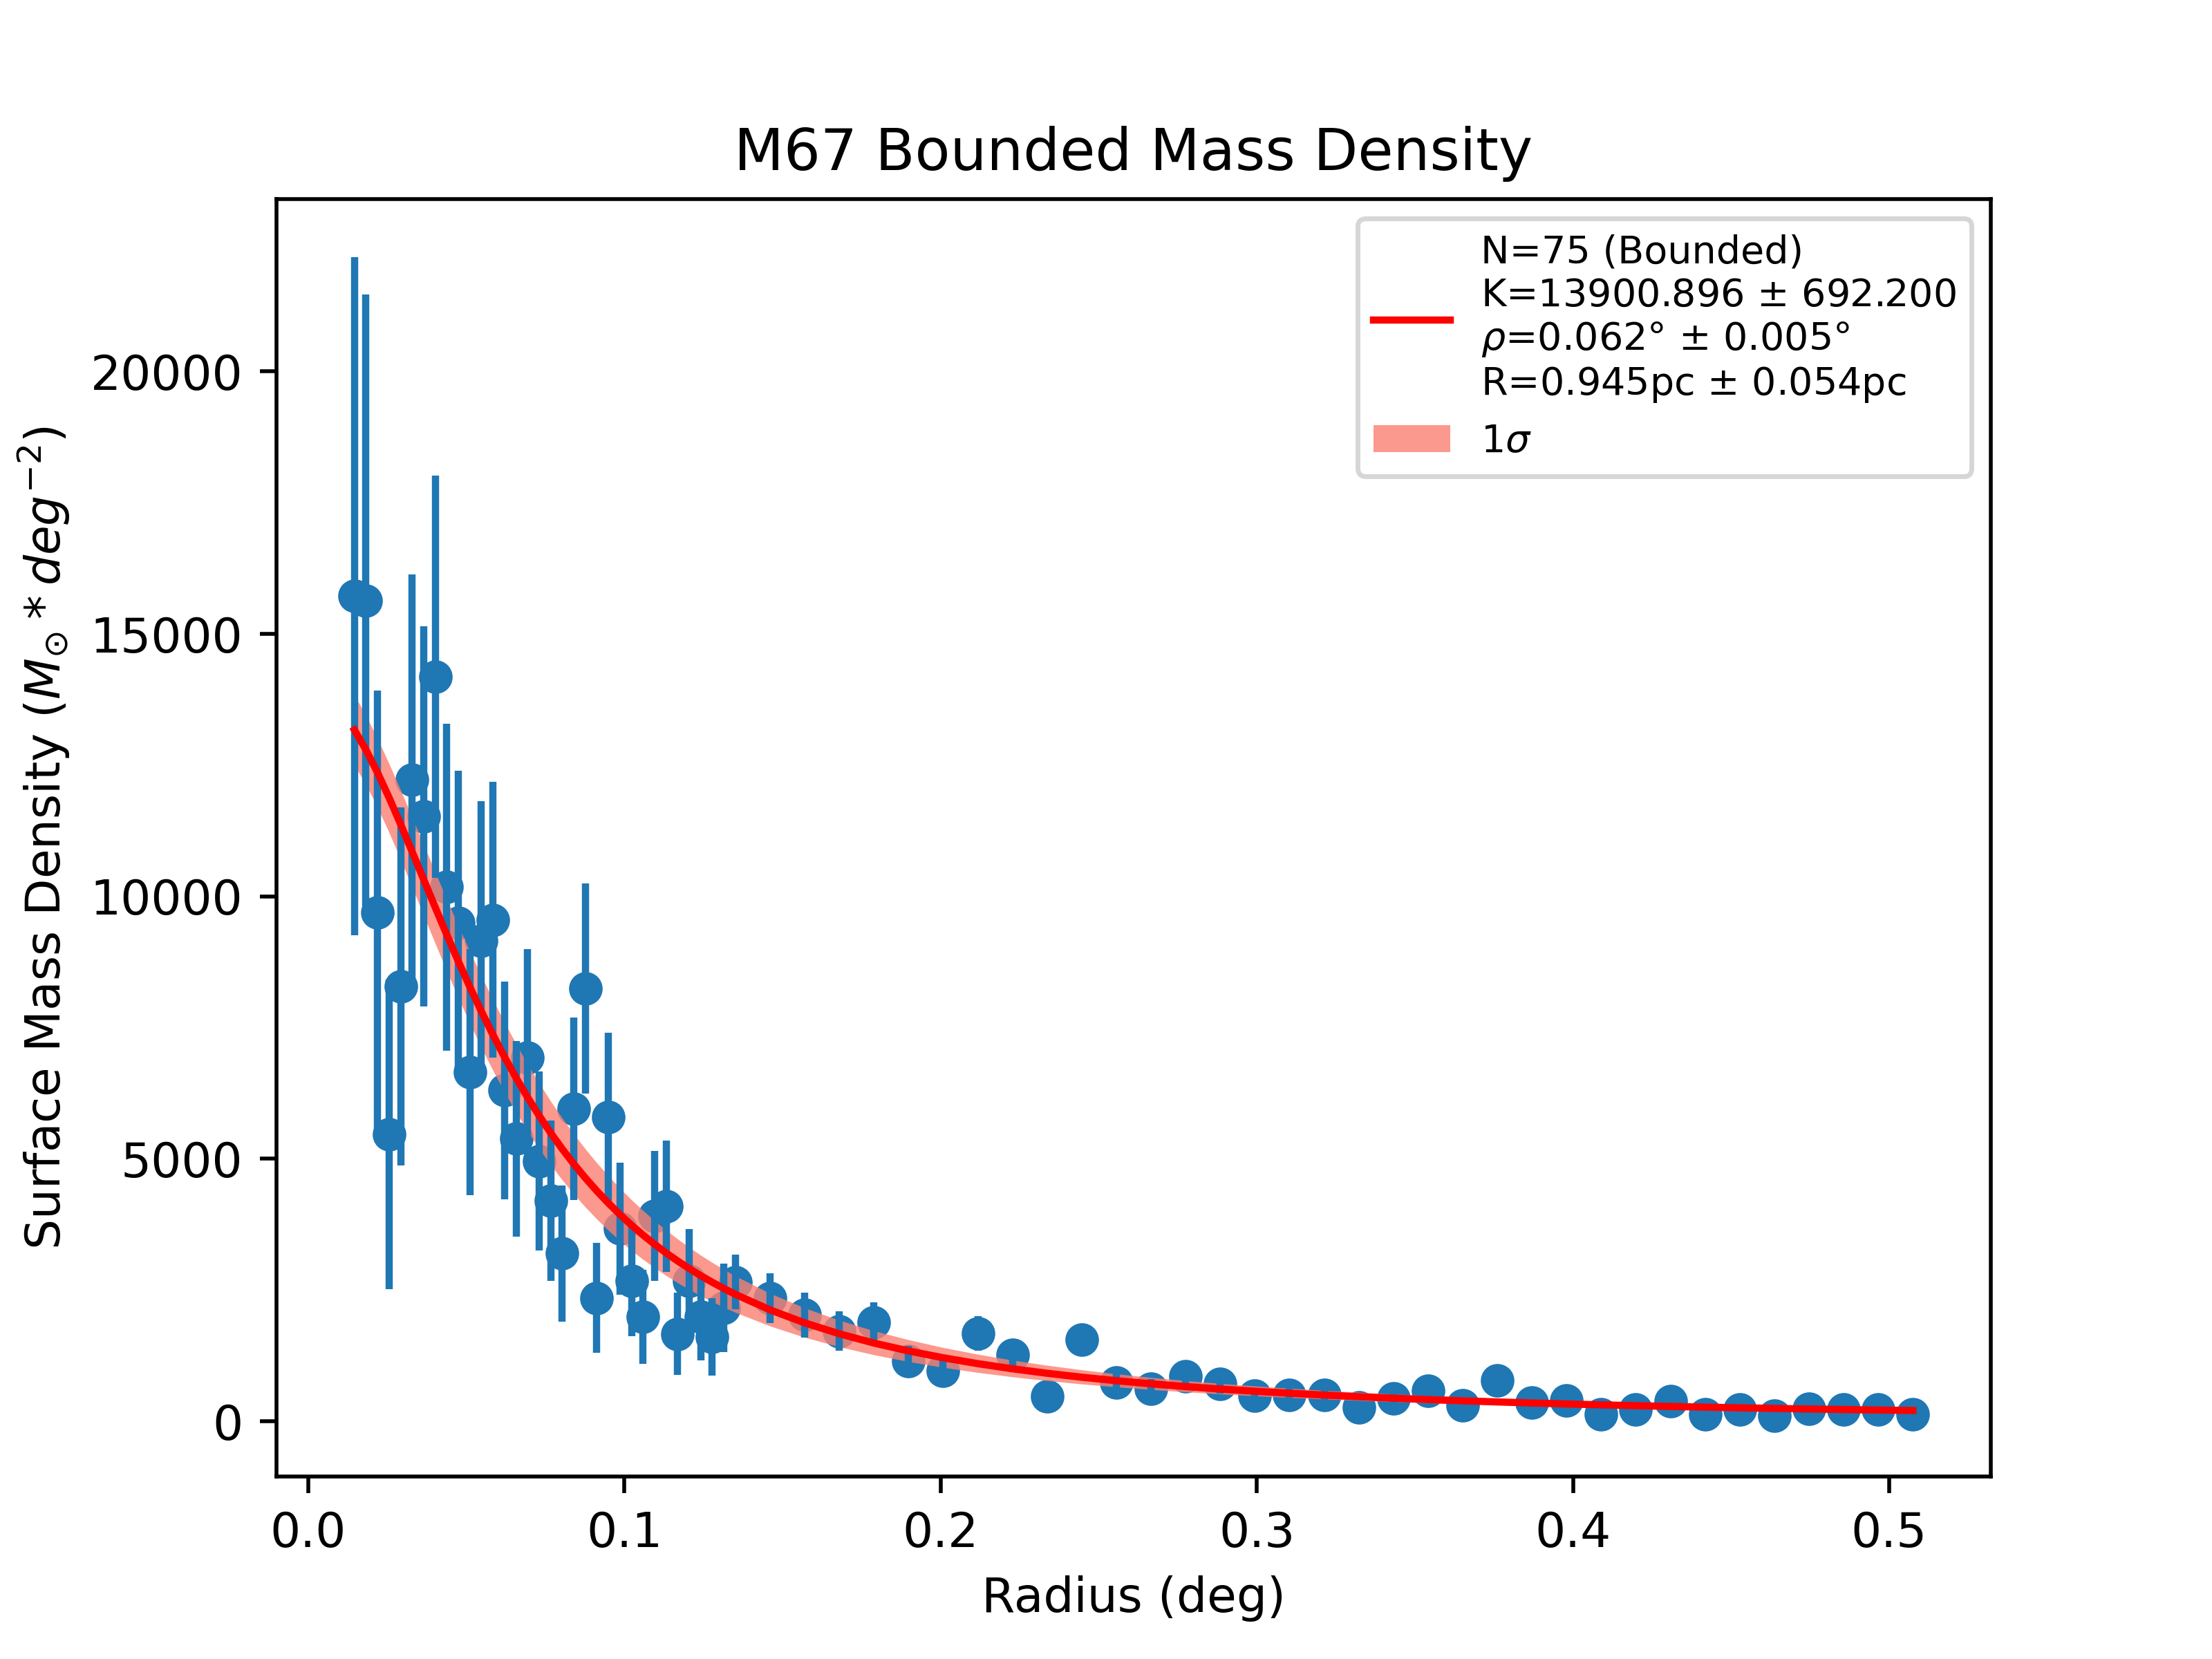 M67 Bounded Mass Density
N=75 (Bounded)
K=13900.896 ± 692.200
ρ=0.062° ± 0.005°
R=0.945pc ± 0.054pc
1σ
Surface Mass Density (M⊙ * deg⁻²)
20000
15000
10000
5000
0
0.0 0.1 0.2 0.3 0.4 0.5
Radius (deg)